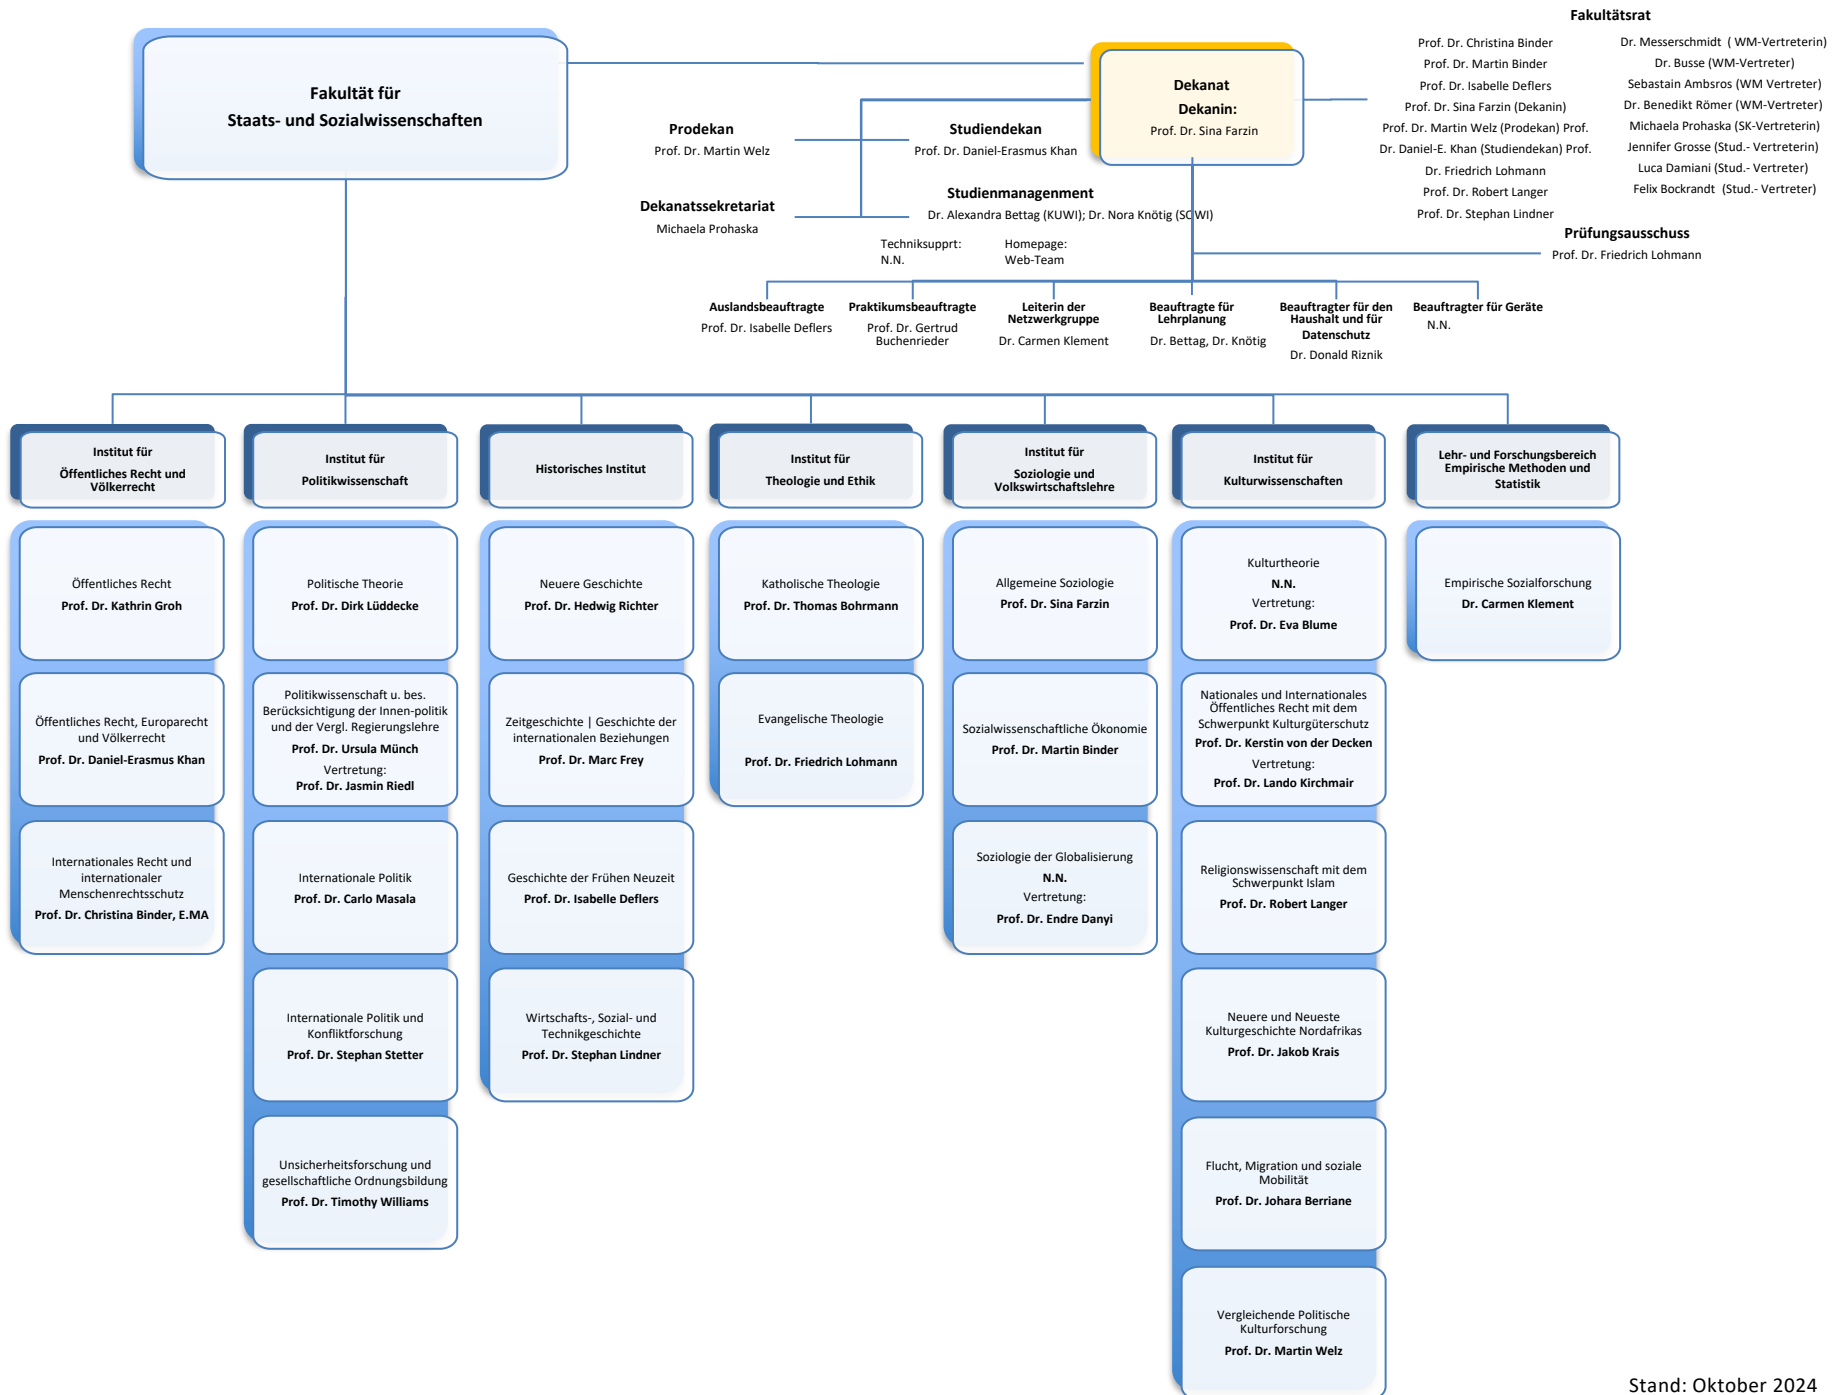 Fakultät für
Staats- und Sozialwissenschaften
Dekanat
Dekanin:
Prof. Dr. Sina Farzin
Fakultätsrat
Prof. Dr. Christina Binder
Prof. Dr. Martin Binder
Prof. Dr. Isabelle Deflers
Prof. Dr. Sina Farzin (Dekanin)
Prof. Dr. Martin Welz (Prodekan) Prof.
Dr. Daniel-E. Khan (Studiendekan) Prof.
Dr. Friedrich Lohmann
Prof. Dr. Robert Langer
Prof. Dr. Stephan Lindner
Dr. Messerschmidt ( WM-Vertreterin)
Dr. Busse (WM-Vertreter)
Sebastain Ambsros (WM Vertreter)
Dr. Benedikt Römer (WM-Vertreter)
Michaela Prohaska (SK-Vertreterin)
Jennifer Grosse (Stud.- Vertreterin)
Luca Damiani (Stud.- Vertreter)
Felix Bockrandt (Stud.- Vertreter)
Prodekan
Prof. Dr. Martin Welz
Studiendekan
Prof. Dr. Daniel-Erasmus Khan
Dekanatssekretariat
Michaela Prohaska
Studienmanagenment
Dr. Alexandra Bettag (KUWI); Dr. Nora Knötig (SOWI)
Techniksupprt:
N.N.
Homepage:
Web-Team
Prüfungsausschuss
Prof. Dr. Friedrich Lohmann
Auslandsbeauftragte
Prof. Dr. Isabelle Deflers
Praktikumsbeauftragte
Prof. Dr. Gertrud
Buchenrieder
Leiterin der
Netzwerkgruppe
Dr. Carmen Klement
Beauftragte für
Lehrplanung
Dr. Bettag, Dr. Knötig
Beauftragter für den
Haushalt und für
Datenschutz
Dr. Donald Riznik
Beauftragter für Geräte
N.N.
Institut für
Öffentliches Recht und
Völkerrecht
Öffentliches Recht
Prof. Dr. Kathrin Groh
Öffentliches Recht, Europarecht
und Völkerrecht
Prof. Dr. Daniel-Erasmus Khan
Internationales Recht und
internationaler
Menschenrechtsschutz
Prof. Dr. Christina Binder, E.MA
Institut für
Politikwissenschaft
Politische Theorie
Prof. Dr. Dirk Lüddecke
Politikwissenschaft u. bes.
Berücksichtigung der Innen-politik
und der Vergl. Regierungslehre
Prof. Dr. Ursula Münch
Vertretung:
Prof. Dr. Jasmin Riedl
Internationale Politik
Prof. Dr. Carlo Masala
Internationale Politik und
Konfliktforschung
Prof. Dr. Stephan Stetter
Unsicherheitsforschung und
gesellschaftliche Ordnungsbildung
Prof. Dr. Timothy Williams
Historisches Institut
Neuere Geschichte
Prof. Dr. Hedwig Richter
Zeitgeschichte | Geschichte der
internationalen Beziehungen
Prof. Dr. Marc Frey
Geschichte der Frühen Neuzeit
Prof. Dr. Isabelle Deflers
Wirtschafts-, Sozial- und
Technikgeschichte
Prof. Dr. Stephan Lindner
Institut für
Theologie und Ethik
Katholische Theologie
Prof. Dr. Thomas Bohrmann
Evangelische Theologie
Prof. Dr. Friedrich Lohmann
Institut für
Soziologie und
Volkswirtschaftslehre
Allgemeine Soziologie
Prof. Dr. Sina Farzin
Sozialwissenschaftliche Ökonomie
Prof. Dr. Martin Binder
Soziologie der Globalisierung
N.N.
Vertretung:
Prof. Dr. Endre Danyi
Institut für
Kulturwissenschaften
Kulturtheorie
N.N.
Vertretung:
Prof. Dr. Eva Blume
Nationales und Internationales
Öffentliches Recht mit dem
Schwerpunkt Kulturgüterschutz
Prof. Dr. Kerstin von der Decken
Vertretung:
Prof. Dr. Lando Kirchmair
Religionswissenschaft mit dem
Schwerpunkt Islam
Prof. Dr. Robert Langer
Neuere und Neueste
Kulturgeschichte Nordafrikas
Prof. Dr. Jakob Krais
Flucht, Migration und soziale
Mobilität
Prof. Dr. Johara Berriane
Vergleichende Politische
Kulturforschung
Prof. Dr. Martin Welz
Lehr- und Forschungsbereich
Empirische Methoden und
Statistik
Empirische Sozialforschung
Dr. Carmen Klement
Stand: Oktober 2024